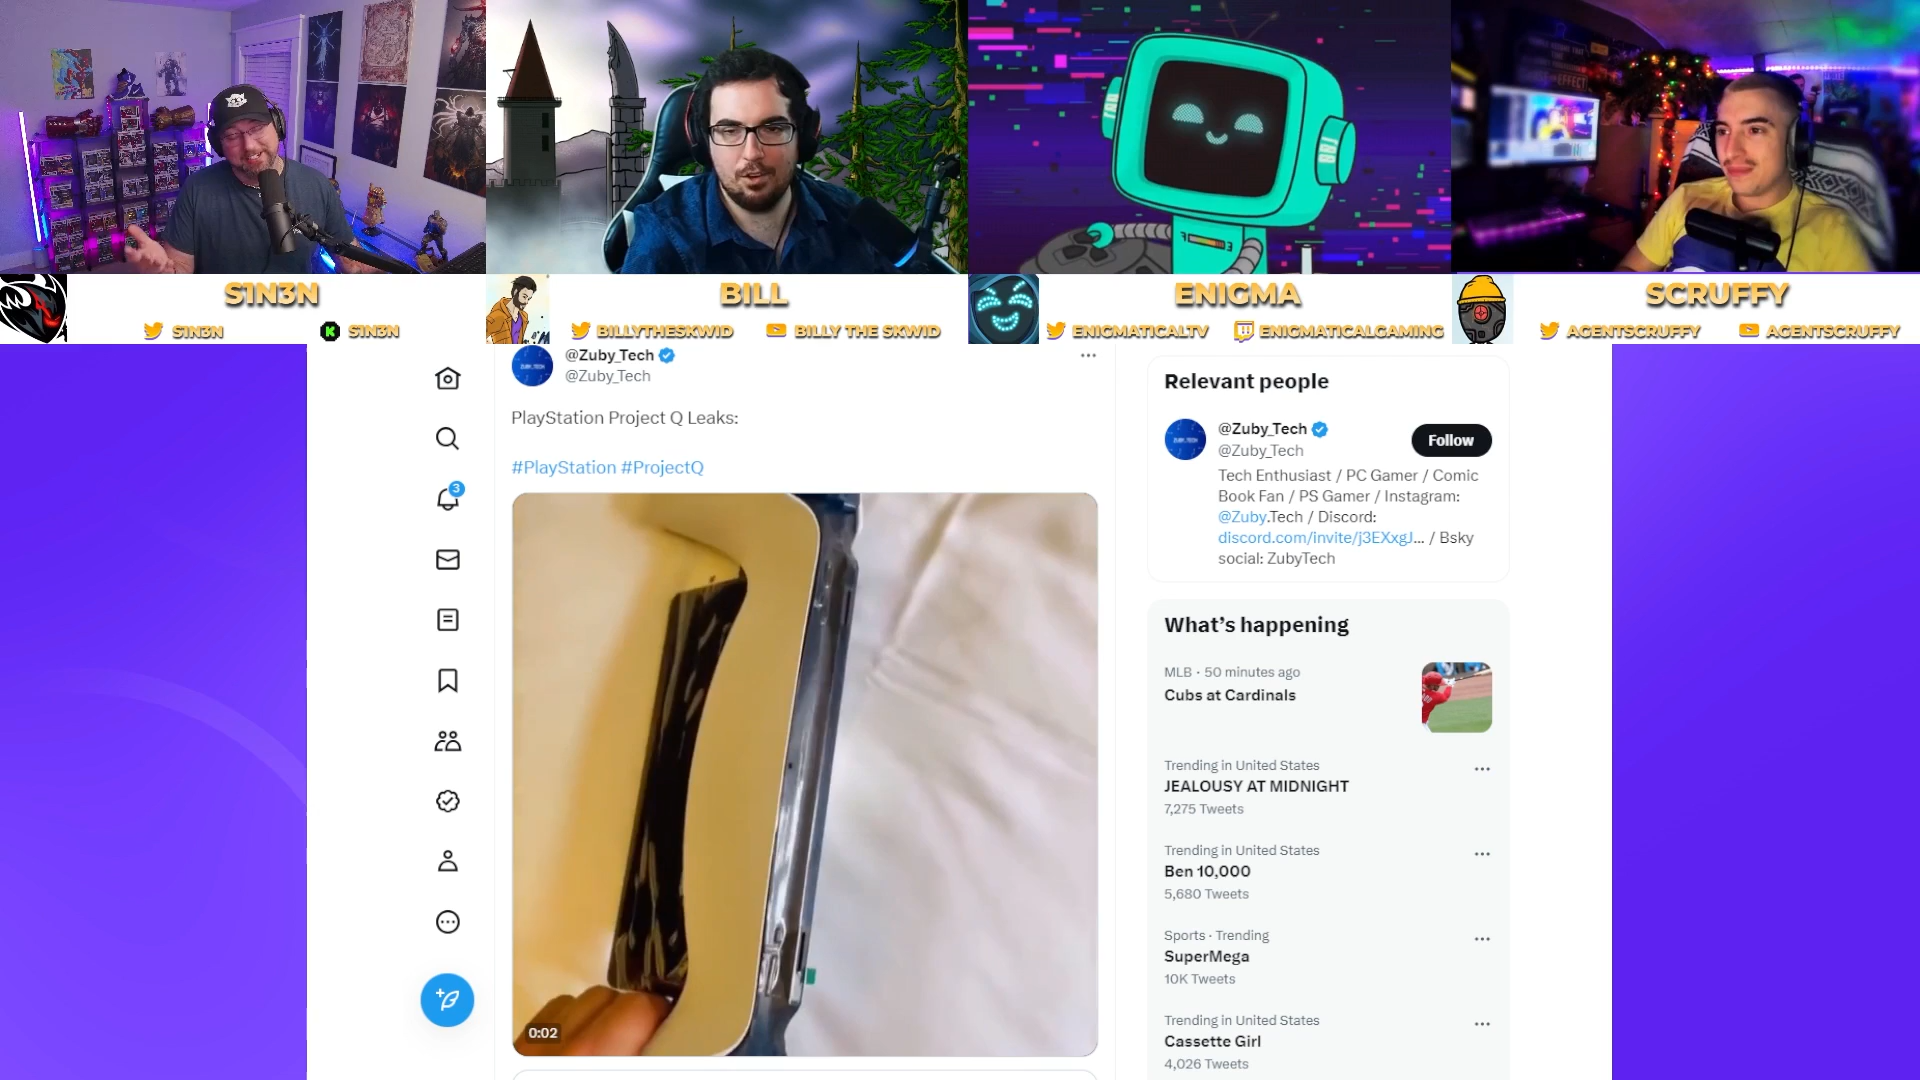 S1N3N
S1N3N
S1N3N
BILL
BILLYTHESKWID
BILLY THE SKWID
ENIGMA
ENIGMATICALTV
ENIGMATICALGAMING
SCRUFFY
AGENTSCRUFFY
AGENTSCRUFFY
@Zuby_Tech
@Zuby_Tech
PlayStation Project Q Leaks:
#PlayStation #ProjectQ
0:02
3
Relevant people
@Zuby_Tech
@Zuby_Tech
Follow
Tech Enthusiast / PC Gamer / Comic
Book Fan / PS Gamer / Instagram:
@Zuby.Tech / Discord:
discord.com/invite/j3EXxgJ... / Bsky
social: ZubyTech
What's happening
MLB · 50 minutes ago
Cubs at Cardinals
Trending in United States
JEALOUSY AT MIDNIGHT
7,275 Tweets
Trending in United States
Ben 10,000
5,680 Tweets
Sports · Trending
SuperMega
10K Tweets
Trending in United States
Cassette Girl
4,026 Tweets